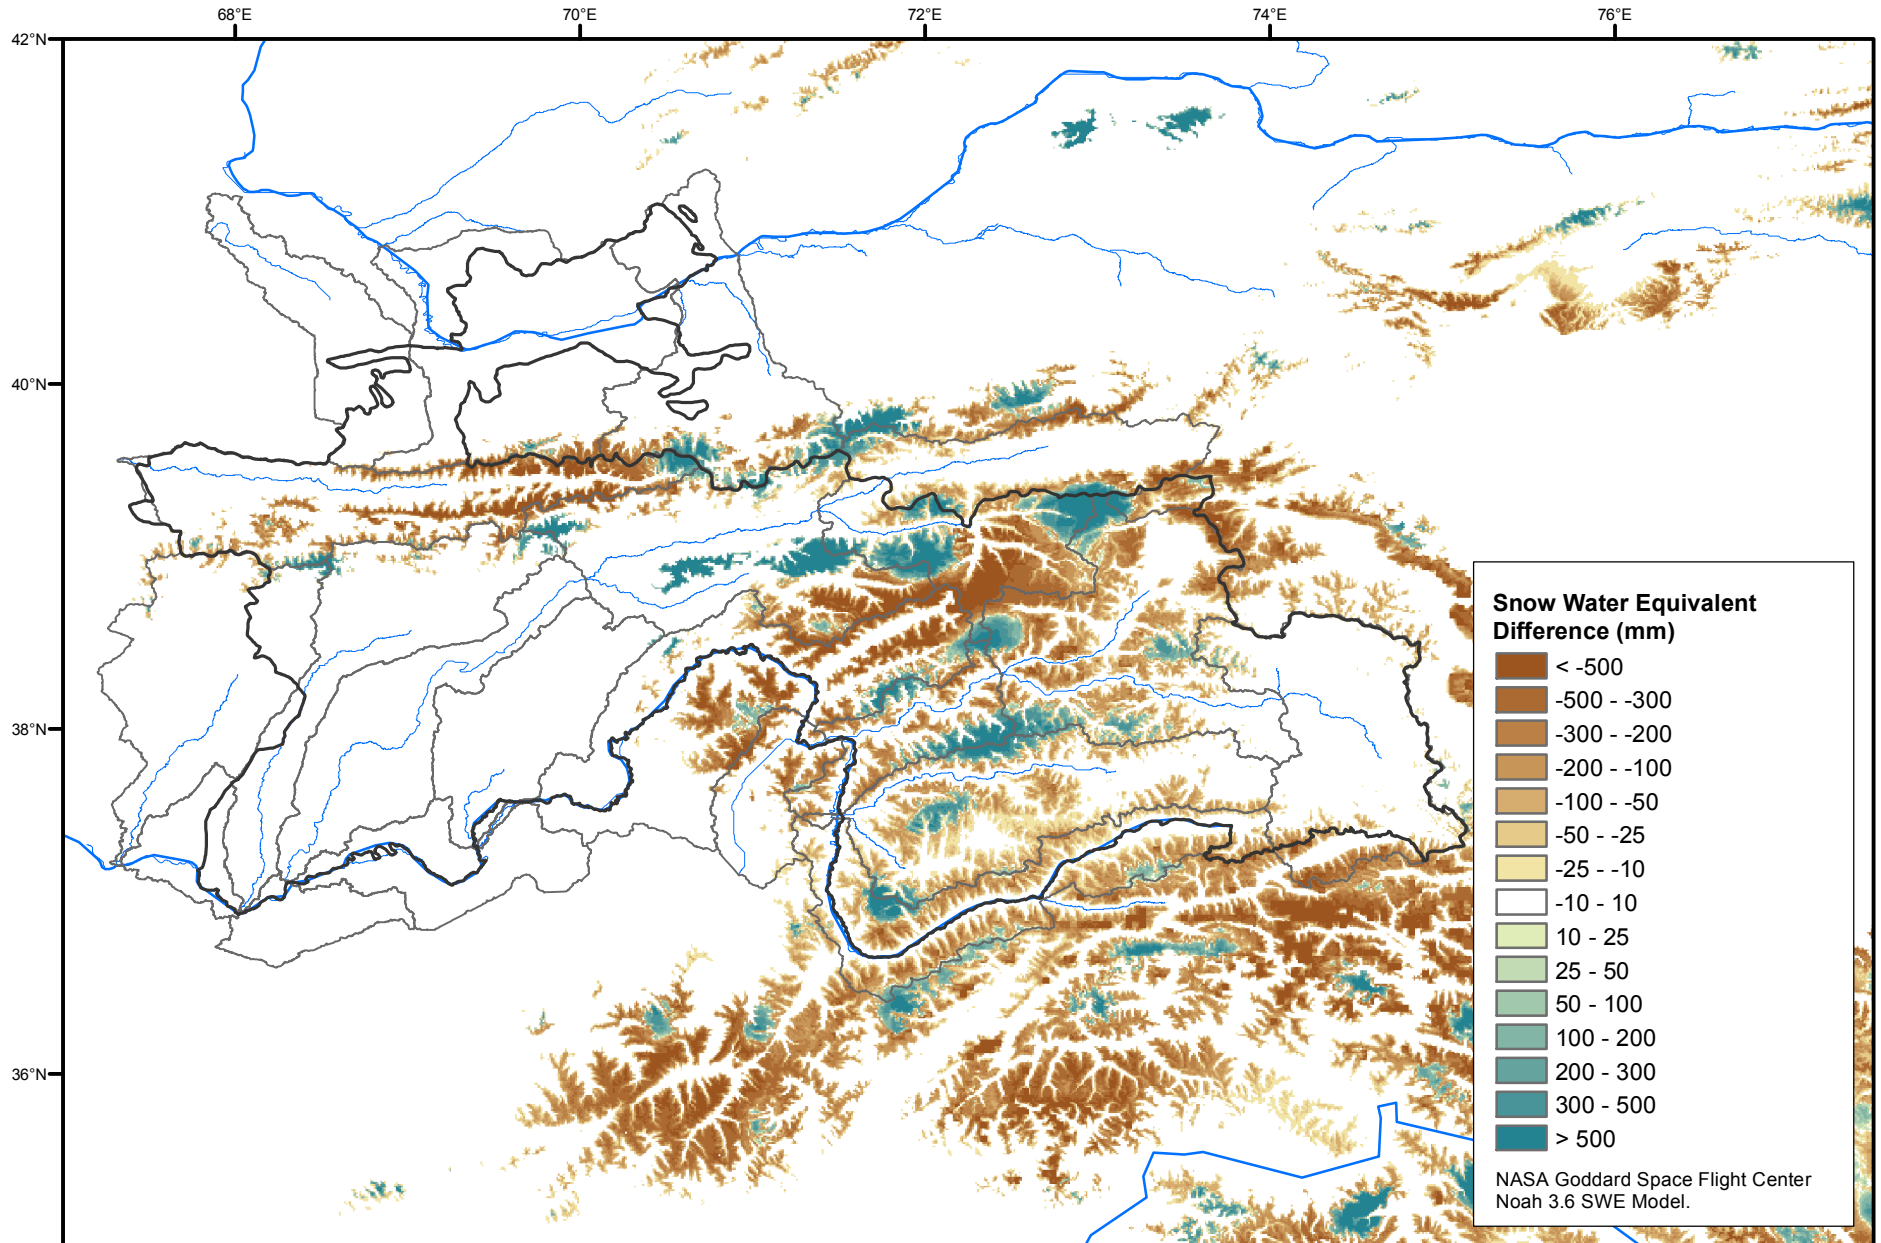 68°E
70°E
72°E
74°E
76°E
42°N
40°N
38°N
36°N
Snow Water Equivalent
Difference (mm)
< -500
-500 - -300
-300 - -200
-200 - -100
-100 - -50
-50 - -25
-25 - -10
-10 - 10
10 - 25
25 - 50
50 - 100
100 - 200
200 - 300
300 - 500
> 500
NASA Goddard Space Flight Center
Noah 3.6 SWE Model.